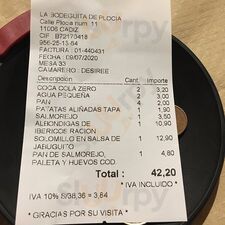 LA BODEGUITA DE PLOCIA
Calle Plocia num. 11
11006 CADIZ
CIF : B72170418
956-25-13-64
FACTURA : 01-440431
FECHA : 09/07/2020
MESA 33
CAMARERO : DESIREE
Descripción Cant. Importe
COCA COLA ZERO 2 3,20
AGUA PEQUEÑA 2 3,00
PAN 4 2,00
PATATAS ALIÑADAS TAPA 1 1,90
SALMOREJO 1 3,50
ALBONDIGAS DE 1 10,90
IBERICOS RACION
SOLOMILLO EN SALSA DE 1 12,90
JABUGUITO
PAN DE SALMOREJO, 1 4,80
PALETA Y HUEVOS COD.
Total : 42,20
* IVA INCLUIDO *
IVA 10% S/38,36 = 3,84
* GRACIAS POR SU VISITA *